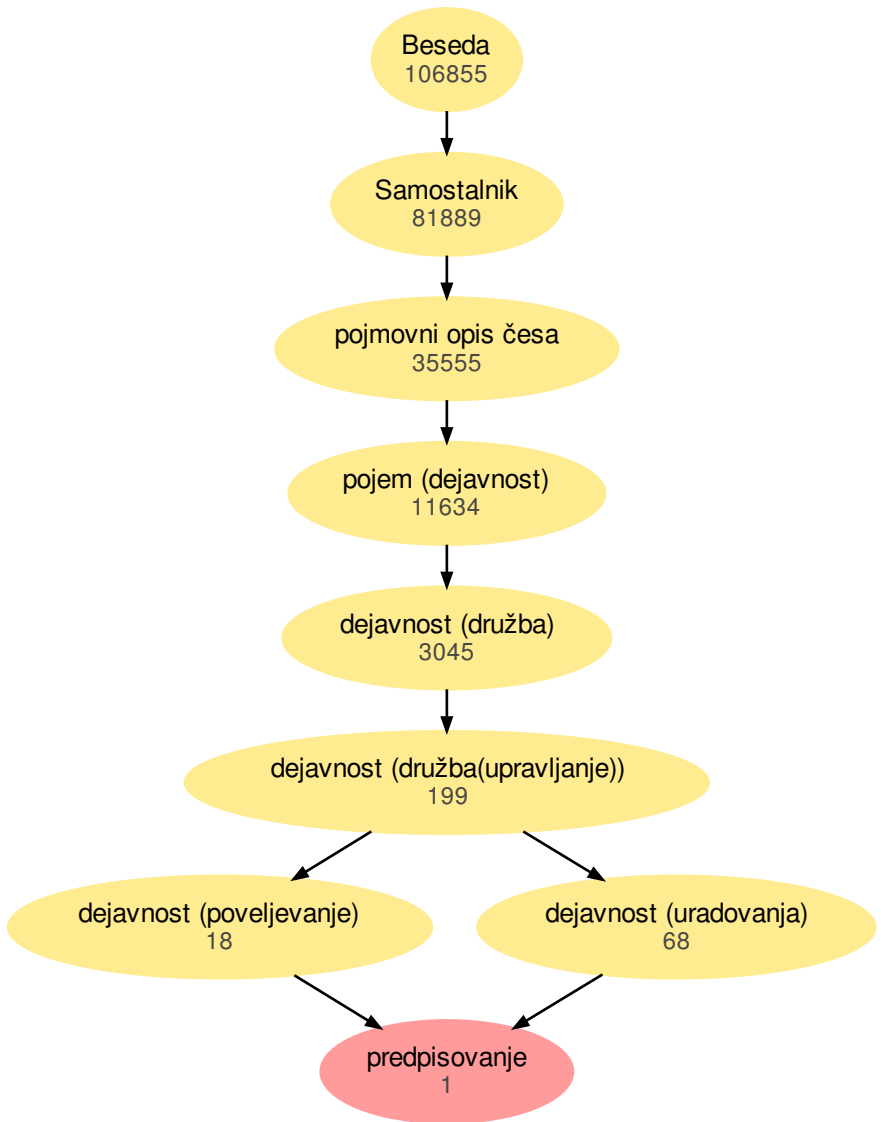 Beseda
106855
Samostalnik
81889
pojmovni opis česa
35555
pojem (dejavnost)
11634
dejavnost (družba)
3045
dejavnost (družba(upravljanje))
199
dejavnost (poveljevanje)
18
dejavnost (uradovanja)
68
predpisovanje
1